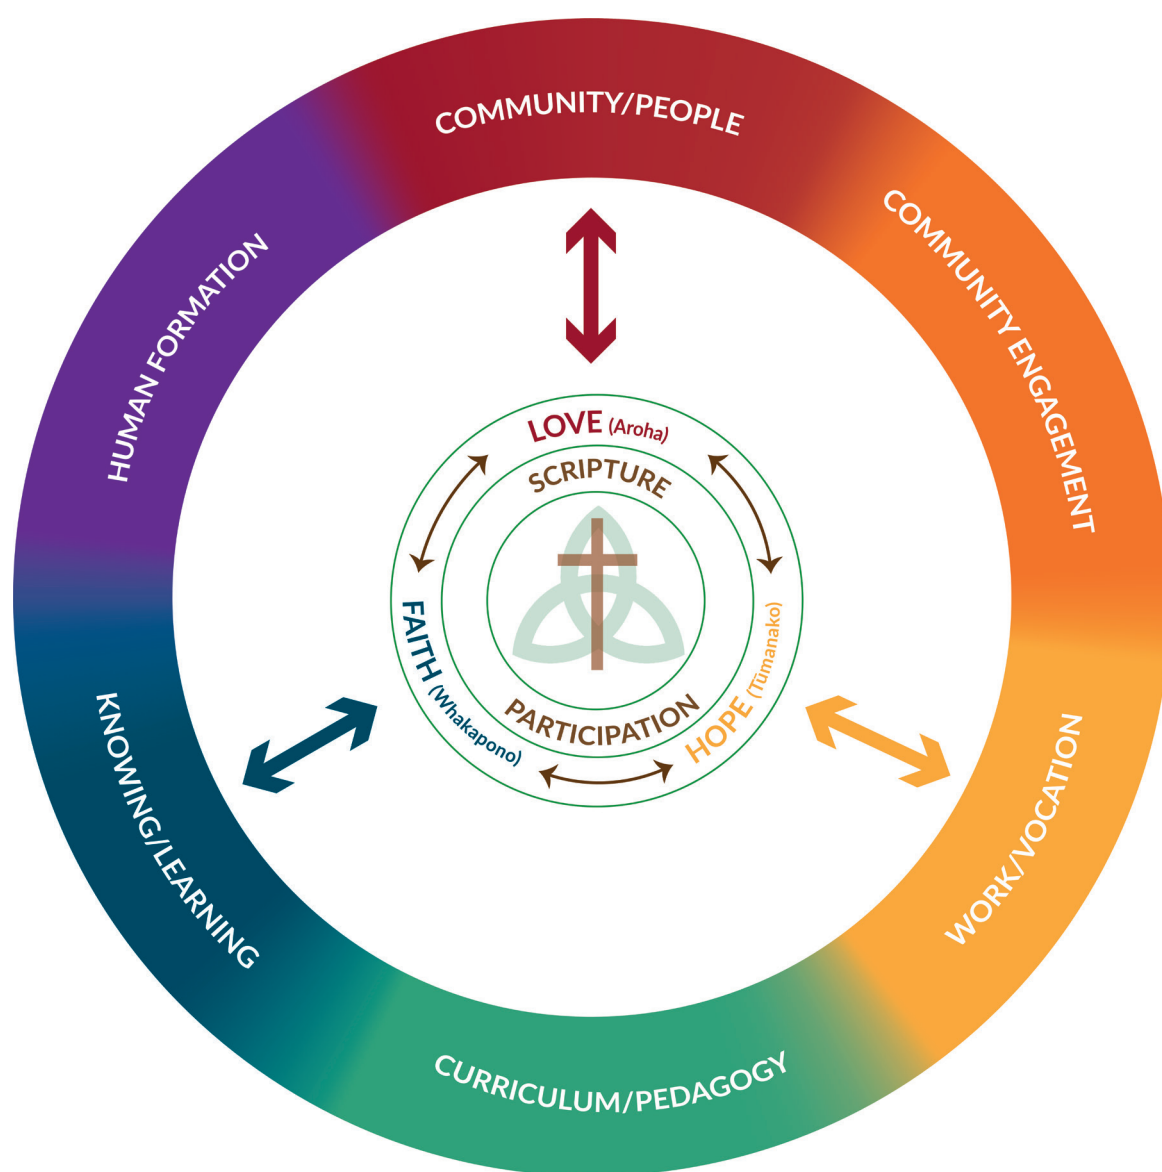 COMMUNITY/PEOPLE
COMMUNITY ENGAGEMENT
WORK/VOCATION
CURRICULUM/PEDAGOGY
KNOWING/LEARNING
HUMAN FORMATION
LOVE (Aroha)
HOPE (Tūmanako)
FAITH (Whakapono)
SCRIPTURE
PARTICIPATION